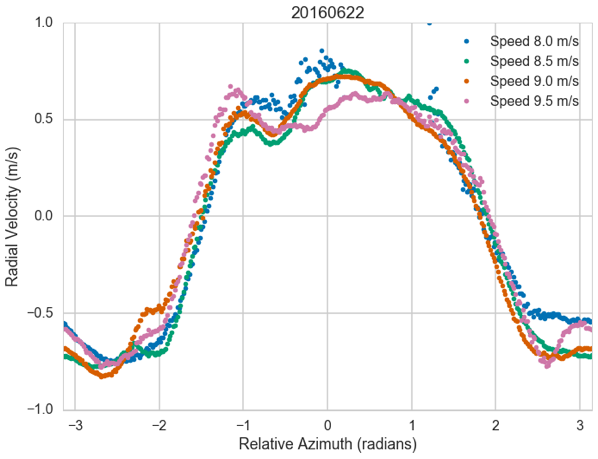 20160622
1.0
0.5
0.0
−0.5
−1.0
Radial Velocity (m/s)
Speed 8.0 m/s
Speed 8.5 m/s
Speed 9.0 m/s
Speed 9.5 m/s
−3 −2 −1 0 1 2 3
Relative Azimuth (radians)